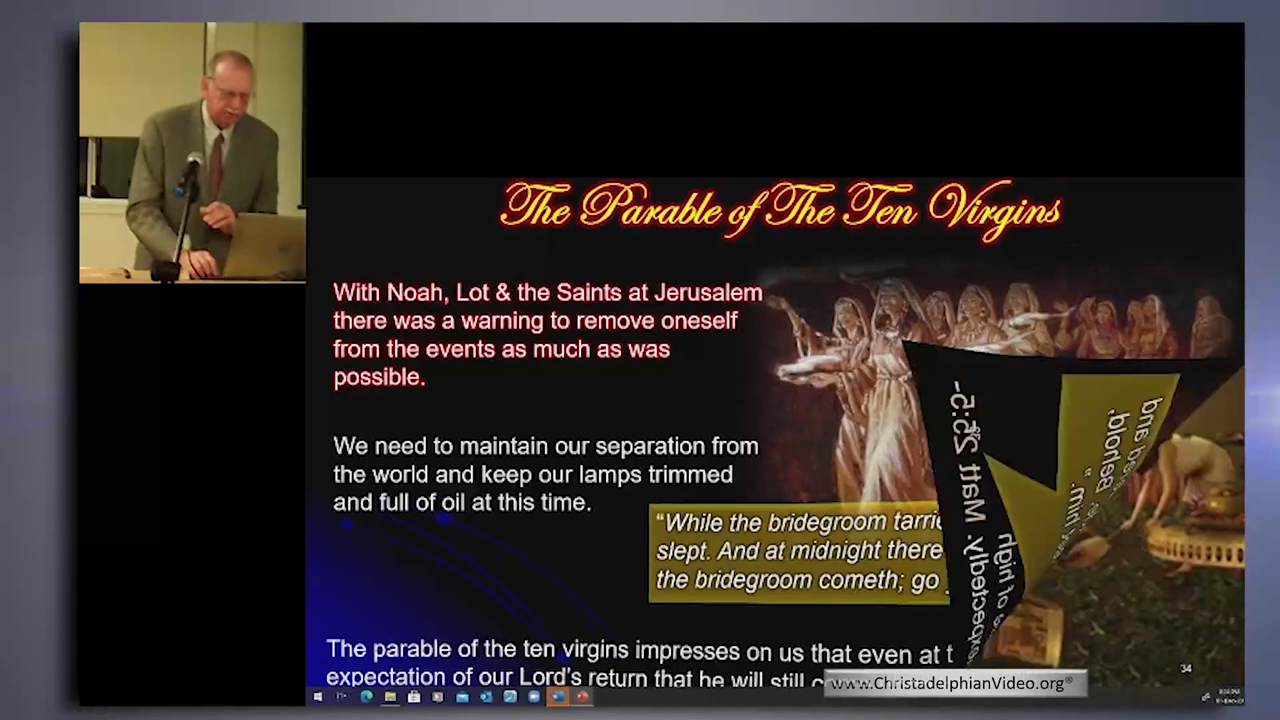 The Parable of The Ten Virgins
With Noah, Lot & the Saints at Jerusalem
there was a warning to remove oneself
from the events as much as was
possible.
We need to maintain our separation from
the world and keep our lamps trimmed
and full of oil at this time.
"While the bridegroom tarrie
slept. And at midnight there
the bridegroom cometh; go
Matt 25:5-
The parable of the ten virgins impresses on us that even at t
expectation of our Lord's return that he will still
www.ChristadelphianVideo.org®
34